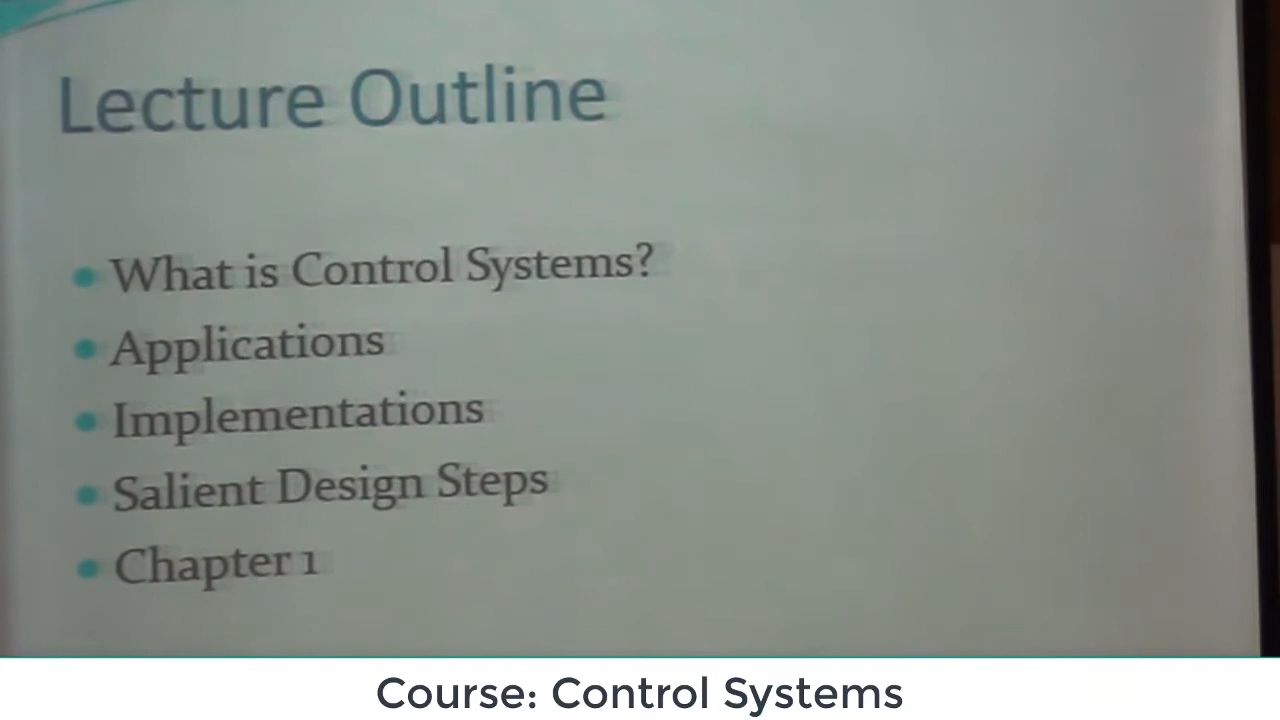 Lecture Outline
What is Control Systems?
Applications
Implementations
Salient Design Steps
Chapter 1
Course: Control Systems